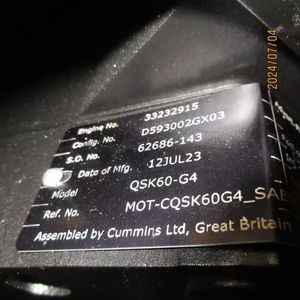 2024/07/04
Engine No. 33232915
Config. No. D593002GX03
S.O. No. 62686-143
Date of Mfg. 12JUL23
Model QSK60-G4
Ref. No. MOT-CQSK60G4_SAE
Assembled by Cummins Ltd, Great Britain